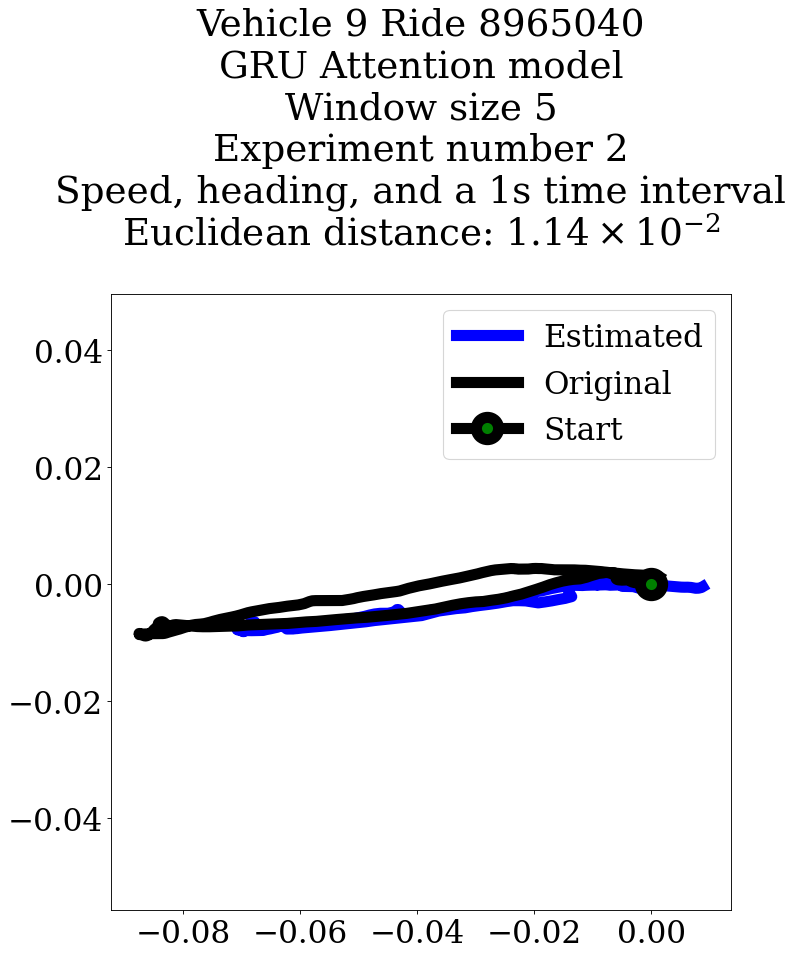 Vehicle 9 Ride 8965040
GRU Attention model
Window size 5
Experiment number 2
Speed, heading, and a 1s time interval
Euclidean distance: 1.14 × 10⁻²
Estimated
Original
Start
0.04
0.02
0.00
−0.02
−0.04
−0.08 −0.06 −0.04 −0.02 0.00